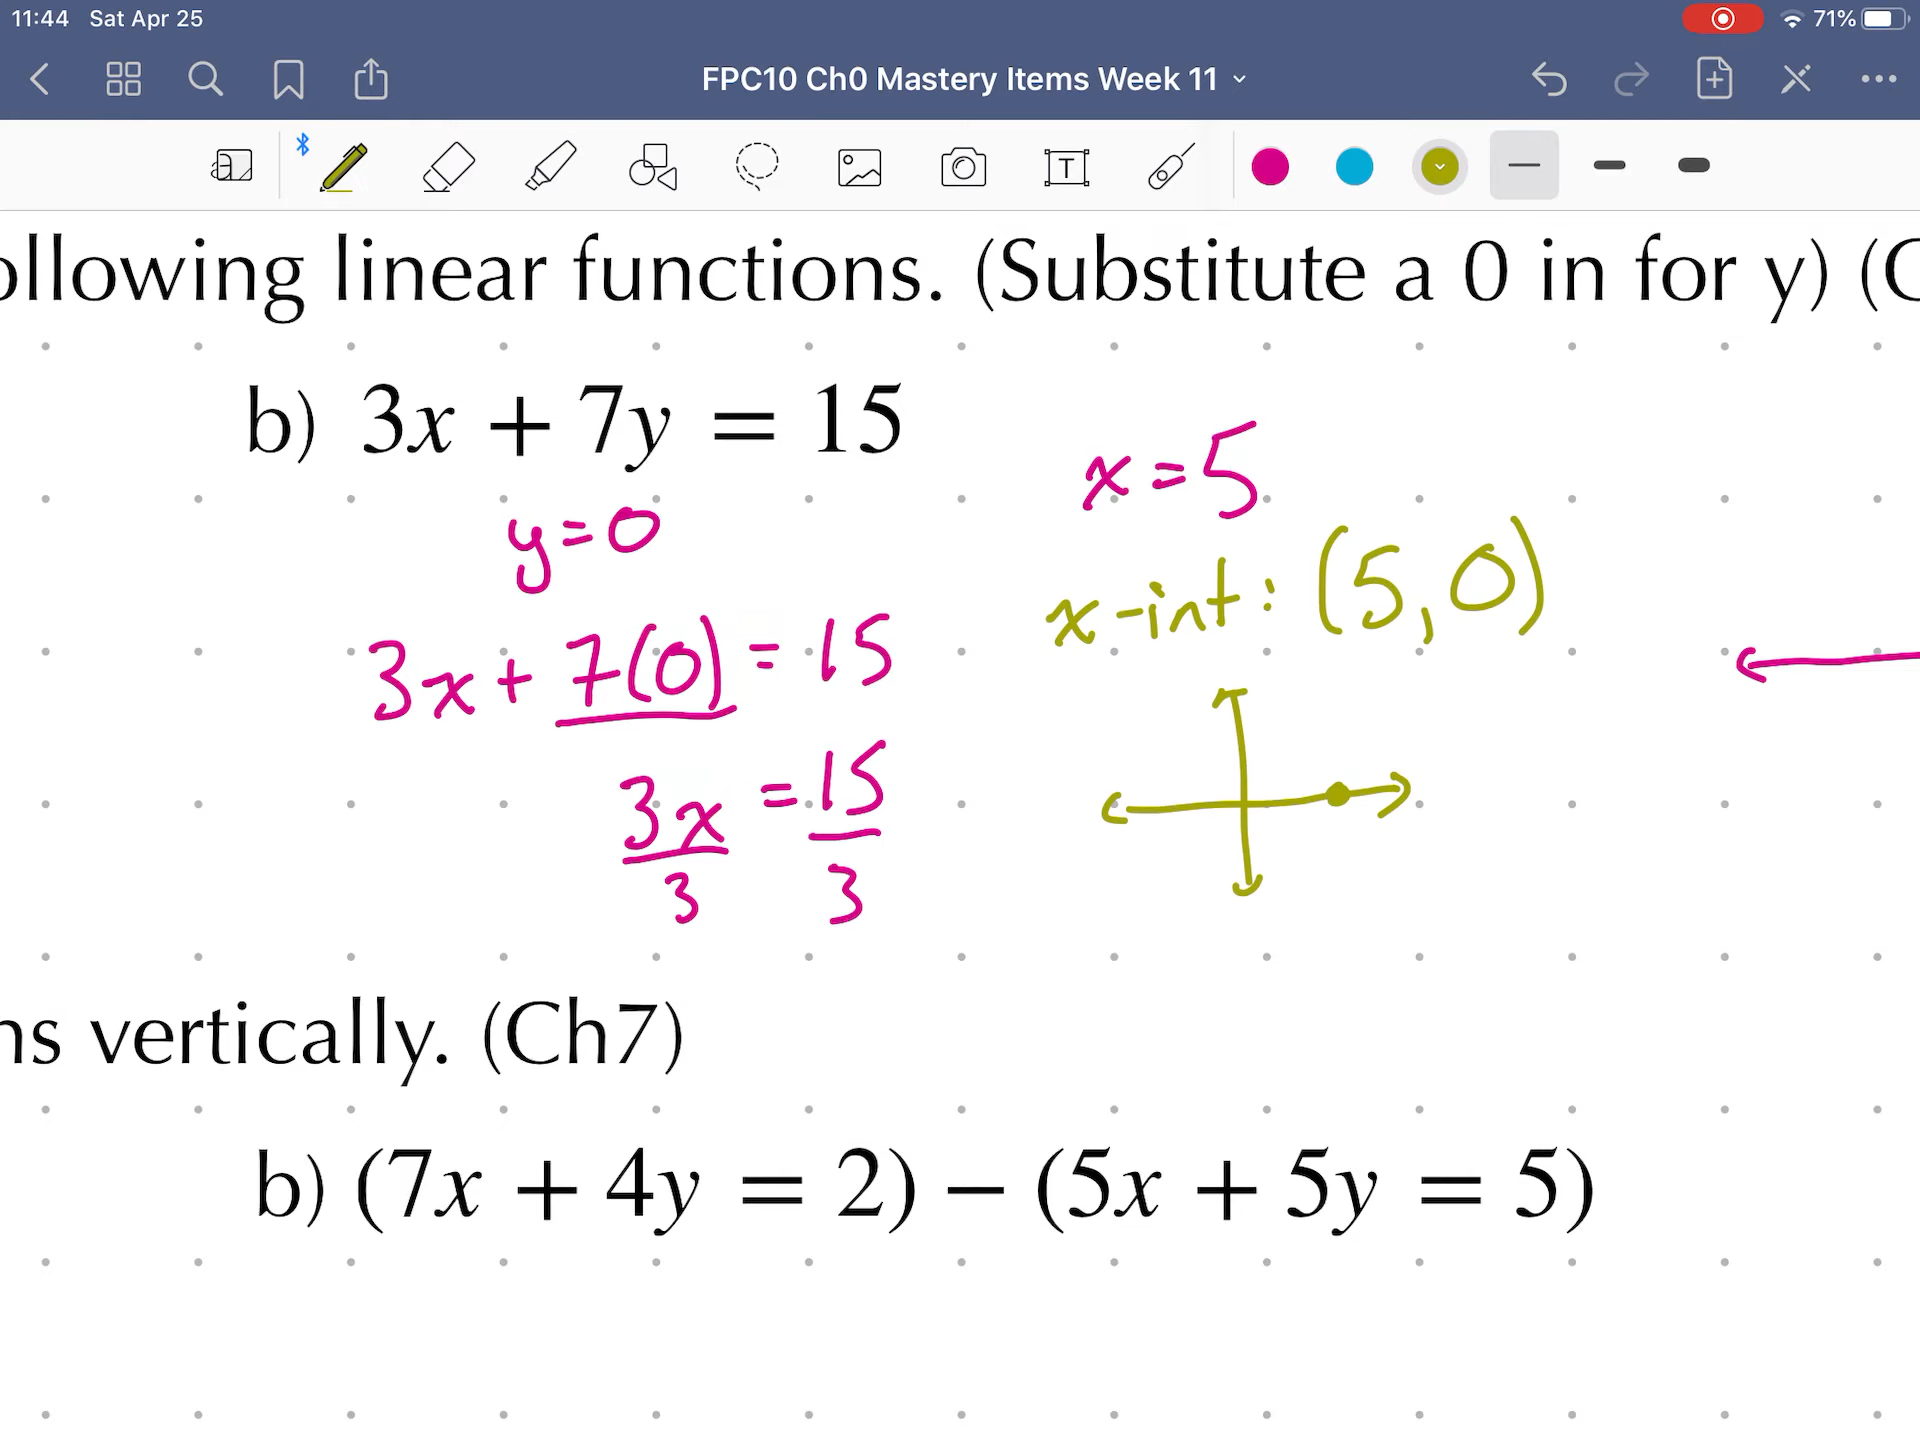 11:44 Sat Apr 25 71%
FPC10 Ch0 Mastery Items Week 11
ollowing linear functions. (Substitute a 0 in for y) (C
b) 3x + 7y = 15
x = 5
y = 0
x-int: (5, 0)
3x + 7(0) = 15
3x = 15
3 3
ns vertically. (Ch7)
b) (7x + 4y = 2) − (5x + 5y = 5)